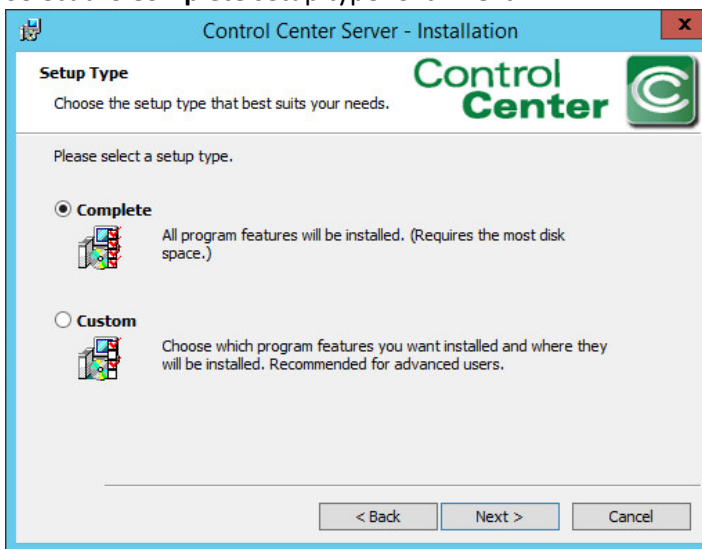 Control Center Server - Installation
x
Setup Type
Choose the setup type that best suits your needs.
Control
Center
C
Please select a setup type.
Complete
All program features will be installed. (Requires the most disk
space.)
Custom
Choose which program features you want installed and where they
will be installed. Recommended for advanced users.
< Back
Next >
Cancel